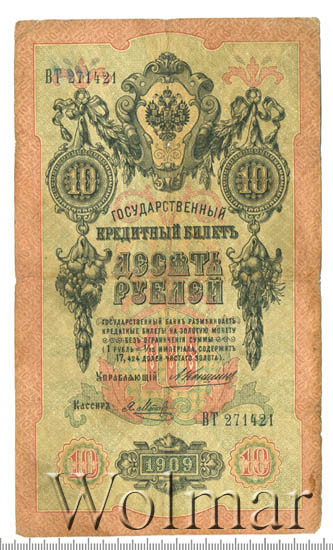 ВТ 271421
10 10
ГОСУДАРСТВЕННЫЙ
КРЕДИТНЫЙ БИЛЕТЪ
ДЕСЯТЬ
РУБЛЕЙ
ГОСУДАРСТВЕННЫЙ БАНКЪ РАЗМѢНИВАЕТЪ
КРЕДИТНЫЕ БИЛЕТЫ НА ЗОЛОТУЮ МОНЕТУ
БЕЗЪ ОГРАНИЧЕНІЯ СУММЫ
(1 РУБЛЬ = 1/15 ИМПЕРІАЛА, СОДЕРЖИТЪ
17,424 ДОЛЕЙ ЧИСТАГО ЗОЛОТА).
УПРАВЛЯЮЩІЙ
Кассиръ
ВТ 271421
10 1909 10
Wolmar